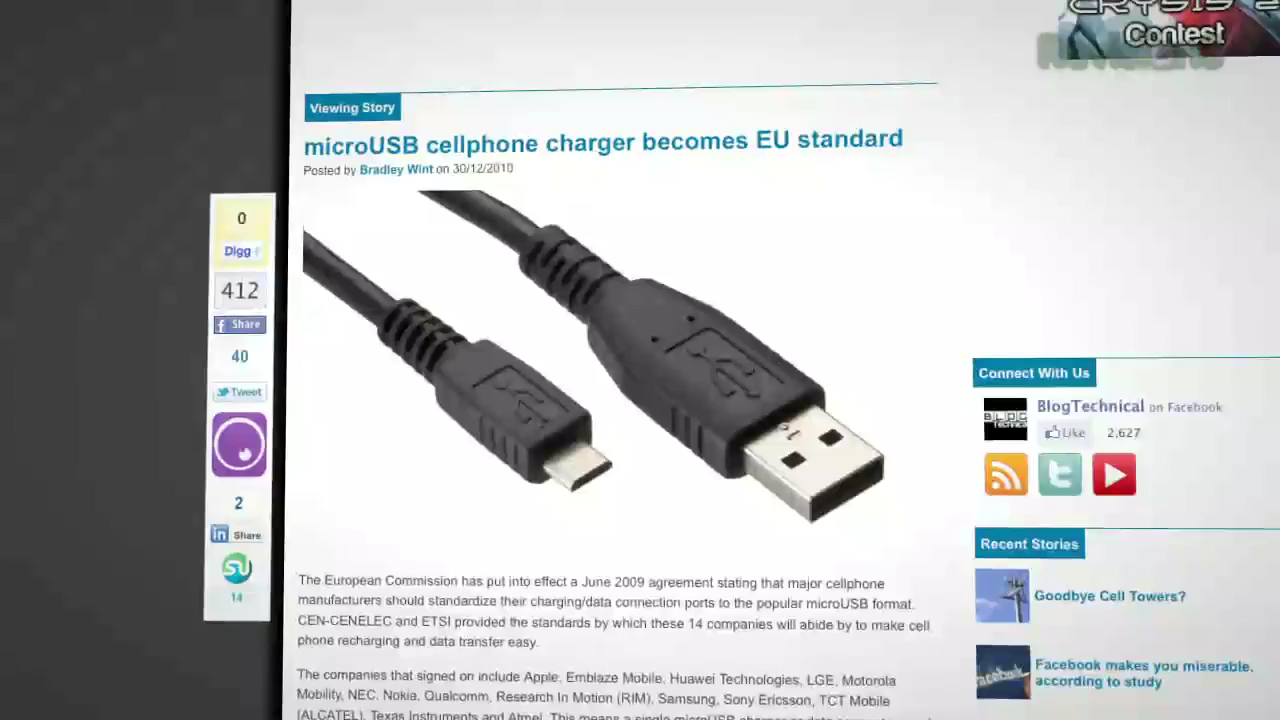 CRYSIS 2
Contest
Viewing Story
microUSB cellphone charger becomes EU standard
Posted by Bradley Wint on 30/12/2010
0
Digg
412
Share
40
Tweet
2
in Share
14
The European Commission has put into effect a June 2009 agreement stating that major cellphone
manufacturers should standardize their charging/data connection ports to the popular microUSB format.
CEN-CENELEC and ETSI provided the standards by which these 14 companies will abide by to make cell
phone recharging and data transfer easy.
The companies that signed on include Apple, Emblaze Mobile, Huawei Technologies, LGE, Motorola
Mobility, NEC, Nokia, Qualcomm, Research In Motion (RIM), Samsung, Sony Ericsson, TCT Mobile
(ALCATEL), Texas Instruments and Atmel. This means a single microUSB charger
Connect With Us
BLOG
TECHNICAL
BlogTechnical on Facebook
Like 2,627
Recent Stories
Goodbye Cell Towers?
facebook
Facebook makes you miserable,
according to study